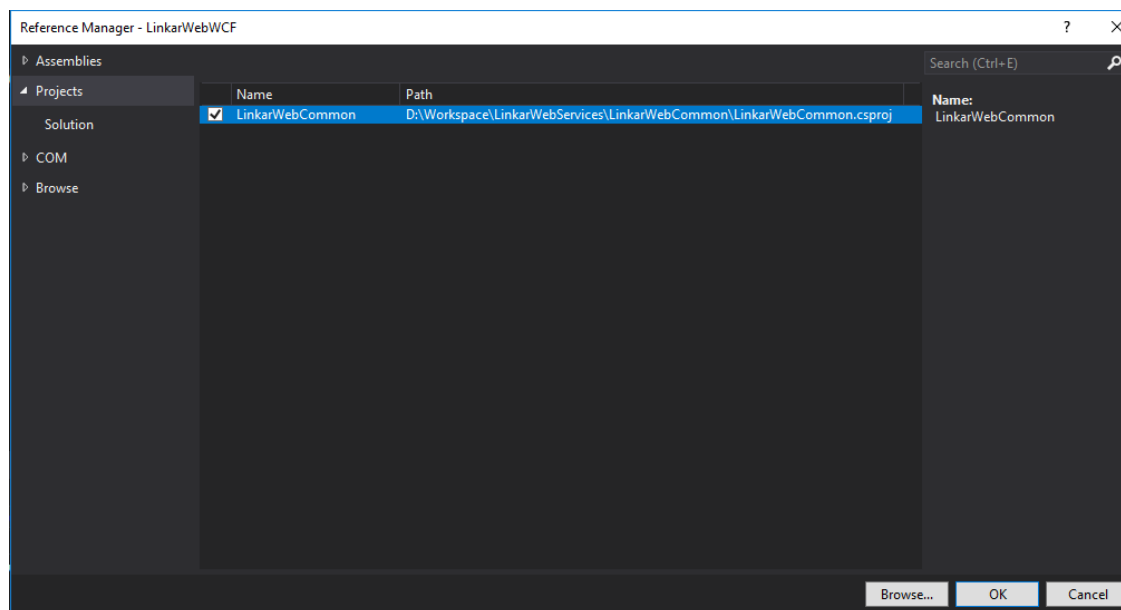 Reference Manager - LinkarWebWCF
? 
Assemblies
Search (Ctrl+E)
Projects
Name Path
Name:
LinkarWebCommon D:\Workspace\LinkarWebServices\LinkarWebCommon\LinkarWebCommon.csproj
LinkarWebCommon
Solution
COM
Browse
Browse... OK Cancel